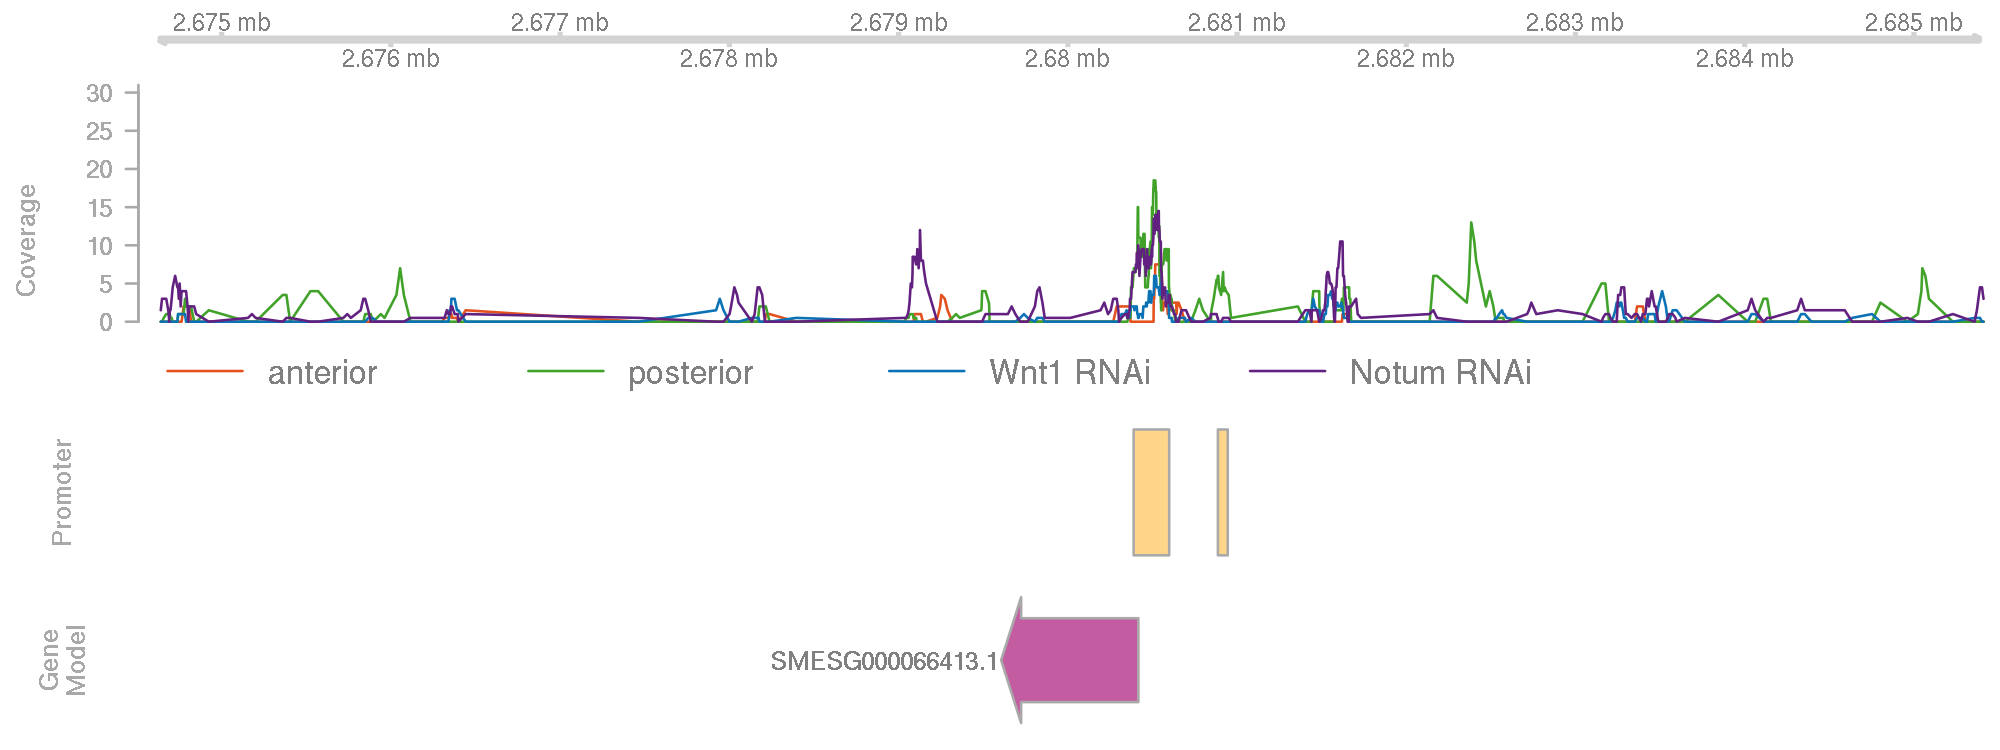 2.675 mb 2.677 mb 2.679 mb 2.681 mb 2.683 mb 2.685 mb
2.676 mb 2.678 mb 2.68 mb 2.682 mb 2.684 mb
Coverage
30
25
20
15
10
5
0
anterior posterior Wnt1 RNAi Notum RNAi
Promoter
Gene
Model
SMESG000066413.1